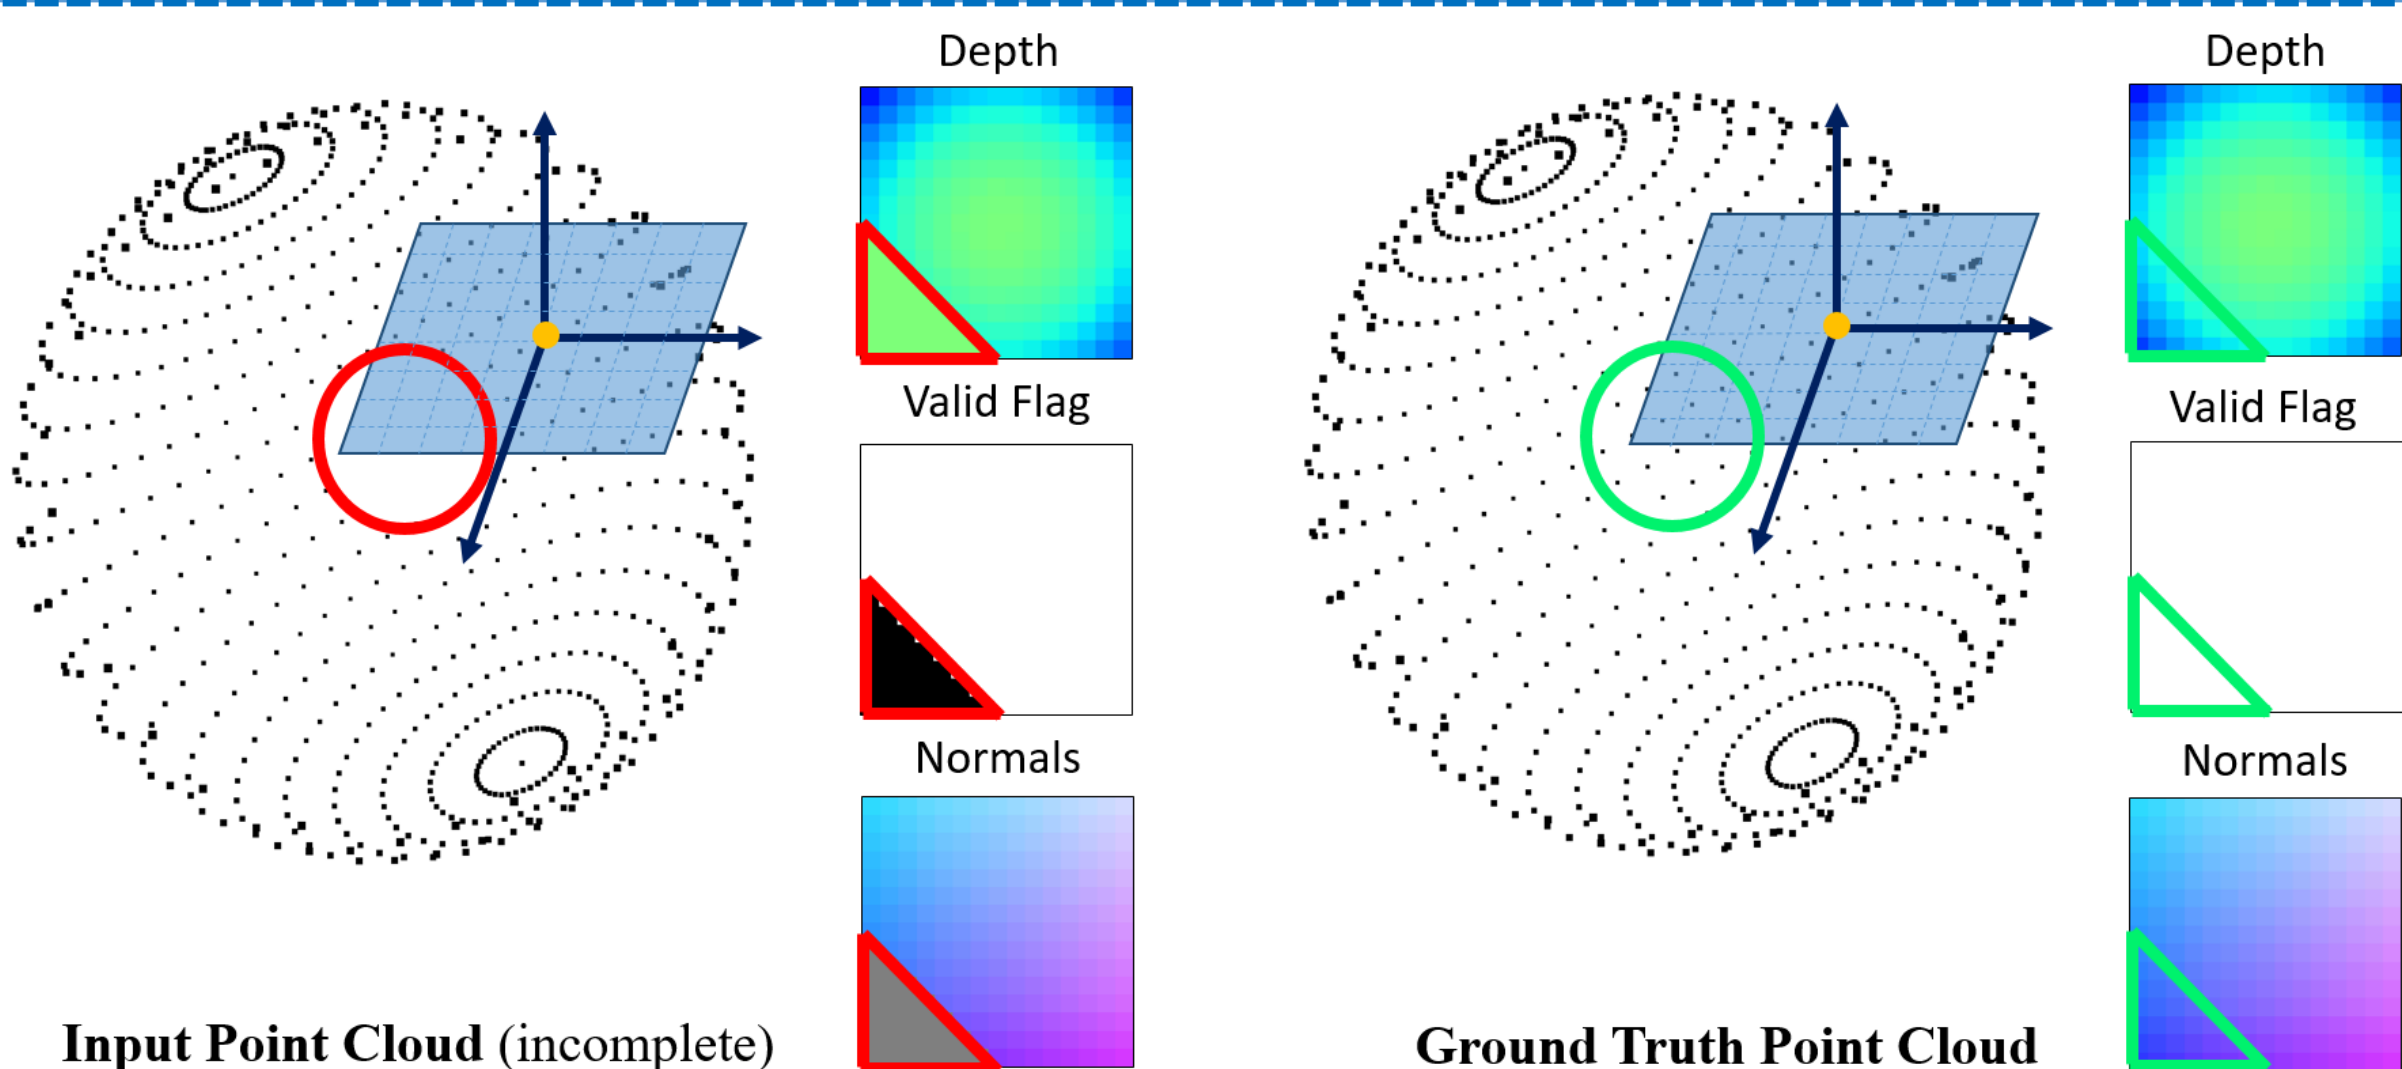 Depth
Valid Flag
Normals
Input Point Cloud (incomplete)
Depth
Valid Flag
Normals
Ground Truth Point Cloud